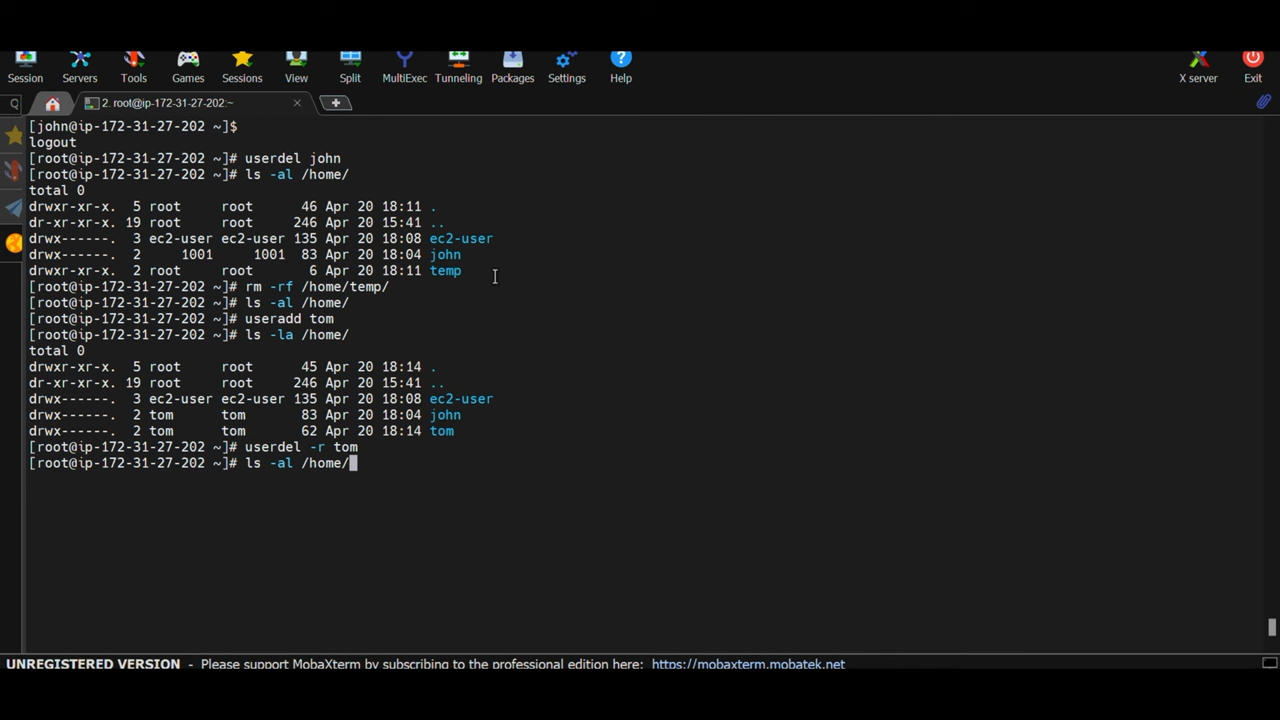 Session Servers Tools Games Sessions View Split MultiExec Tunneling Packages Settings Help X server Exit
2. root@ip-172-31-27-202:~
[john@ip-172-31-27-202 ~]$
logout
[root@ip-172-31-27-202 ~]# userdel john
[root@ip-172-31-27-202 ~]# ls -al /home/
total 0
drwxr-xr-x. 5 root root 46 Apr 20 18:11 .
dr-xr-xr-x. 19 root root 246 Apr 20 15:41 ..
drwx------. 3 ec2-user ec2-user 135 Apr 20 18:08 ec2-user
drwx------. 2 1001 1001 83 Apr 20 18:04 john
drwxr-xr-x. 2 root root 6 Apr 20 18:11 temp
[root@ip-172-31-27-202 ~]# rm -rf /home/temp/
[root@ip-172-31-27-202 ~]# ls -al /home/
[root@ip-172-31-27-202 ~]# useradd tom
[root@ip-172-31-27-202 ~]# ls -la /home/
total 0
drwxr-xr-x. 5 root root 45 Apr 20 18:14 .
dr-xr-xr-x. 19 root root 246 Apr 20 15:41 ..
drwx------. 3 ec2-user ec2-user 135 Apr 20 18:08 ec2-user
drwx------. 2 tom tom 83 Apr 20 18:04 john
drwx------. 2 tom tom 62 Apr 20 18:14 tom
[root@ip-172-31-27-202 ~]# userdel -r tom
[root@ip-172-31-27-202 ~]# ls -al /home/
UNREGISTERED VERSION - Please support MobaXterm by subscribing to the professional edition here: https://mobaxterm.mobatek.net